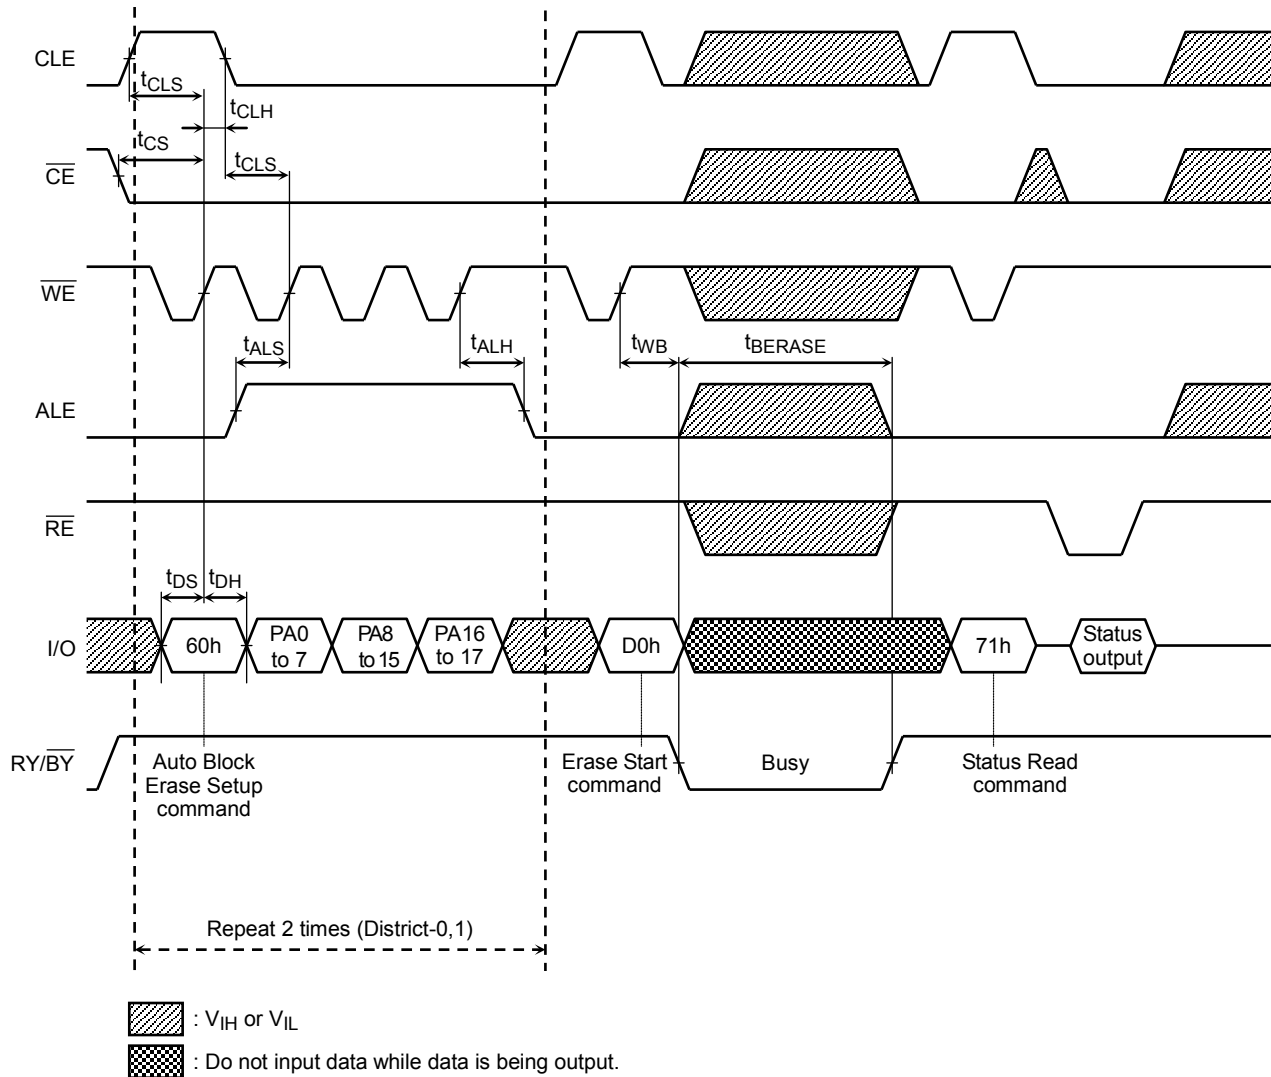 CLE
tCLS
tCLH
tCS
tCLS
CE
WE
tALS
tALH
tWB
tBERASE
ALE
RE
tDS
tDH
I/O
60h
PA0
to 7
PA8
to 15
PA16
to 17
D0h
71h
Status
output
RY/BY
Auto Block
Erase Setup
command
Erase Start
command
Busy
Status Read
command
Repeat 2 times (District-0,1)
: VIH or VIL
: Do not input data while data is being output.